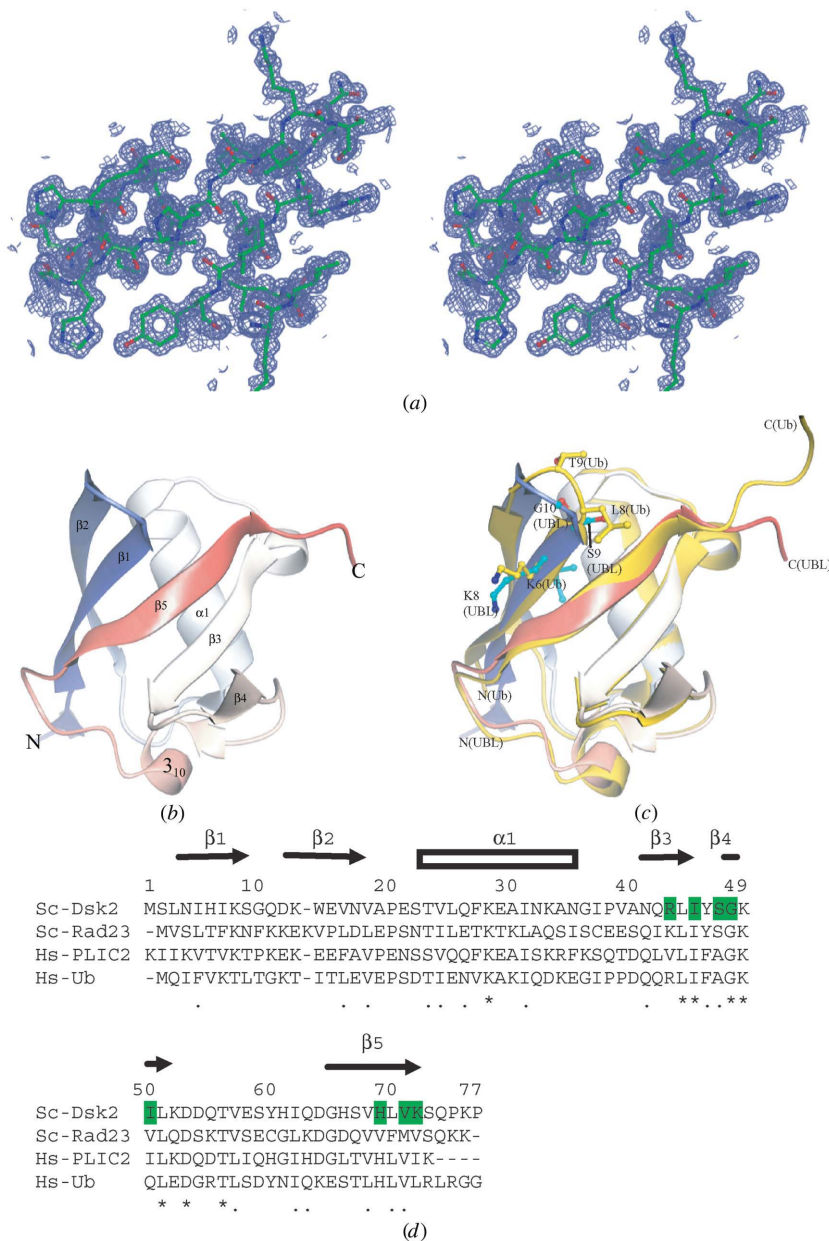 (a)
β2
β1
β5
α1
β3
β4
C
N
3₁₀
(b)
C(Ub)
T9(Ub)
G10
(UBL)
L8(Ub)
S9
(UBL)
K6(Ub)
K8
(UBL)
C(UBL)
N(Ub)
N(UBL)
(c)
β1 β2 α1 β3 β4
1 10 20 30 40 49
Sc-Dsk2 MSLNIHIKSGQDK-WEVNVAPESTVLQFKEAINKANGIPVANQRLIYSGK
Sc-Rad23 -MVSLTFKNFKKEKVPLDLEPSNTILETKTKLAQSISCEESQIKLIYSGK
Hs-PLIC2 KIIKVTVKTPKEK-EEFAVPENSSVQQFKEAISKRFKSQTDQLVLIFAGK
Hs-Ub -MQIFVKTLTGKT-ITLEVEPSDTIENVKAKIQDKEGIPPDQQRLIFAGK
. . . . . . * . ** . . **
β5
50 60 70 77
Sc-Dsk2 ILKDDQTVESYHIQDGHSVHLVKSQPKP
Sc-Rad23 VLQDSKTVSECGLKDGDQVVFMVSQKK-
Hs-PLIC2 ILKDQDTLIQHGIHDGLTVHLVIK----
Hs-Ub QLEDGRTLSDYNIQKESTLHLVLRLRGG
* * *. .. . ..
(d)